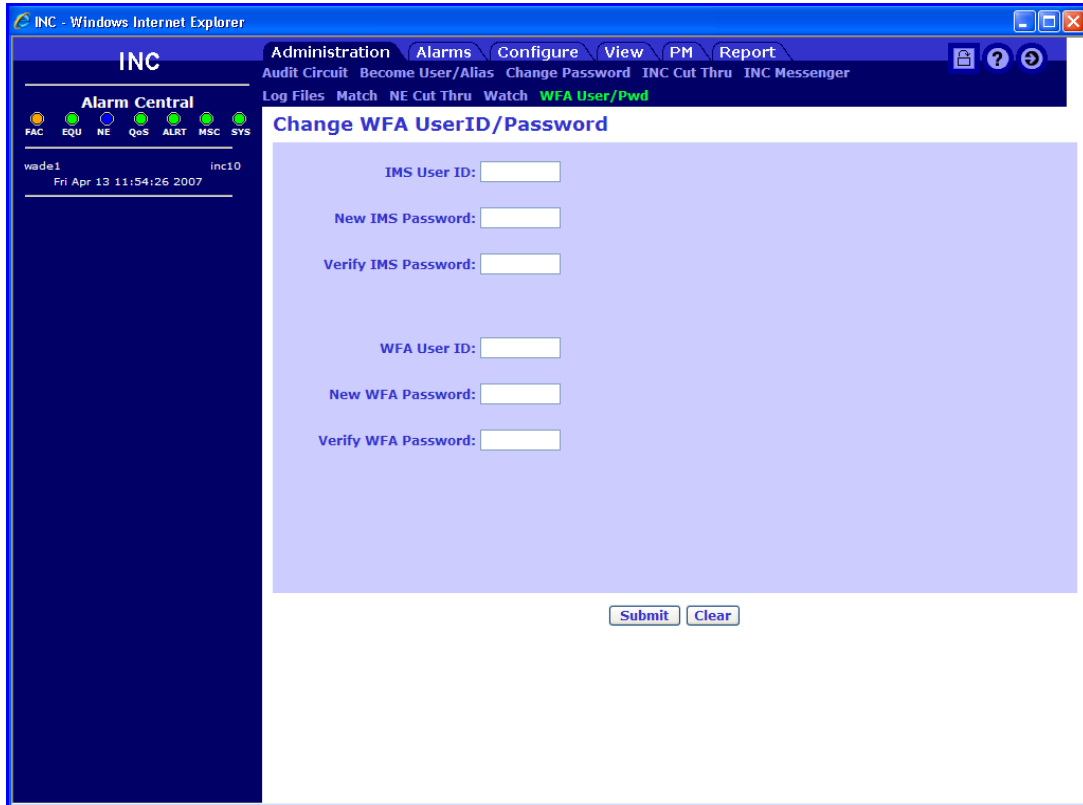 INC - Windows Internet Explorer
INC
Alarm Central
FAC EQU NE QoS ALRT MSC SYS
wade1 inc10
Fri Apr 13 11:54:26 2007
Administration Alarms Configure View PM Report
Audit Circuit Become User/Alias Change Password INC Cut Thru INC Messenger
Log Files Match NE Cut Thru Watch WFA User/Pwd
?
Change WFA UserID/Password
IMS User ID:
New IMS Password:
Verify IMS Password:
WFA User ID:
New WFA Password:
Verify WFA Password:
Submit Clear